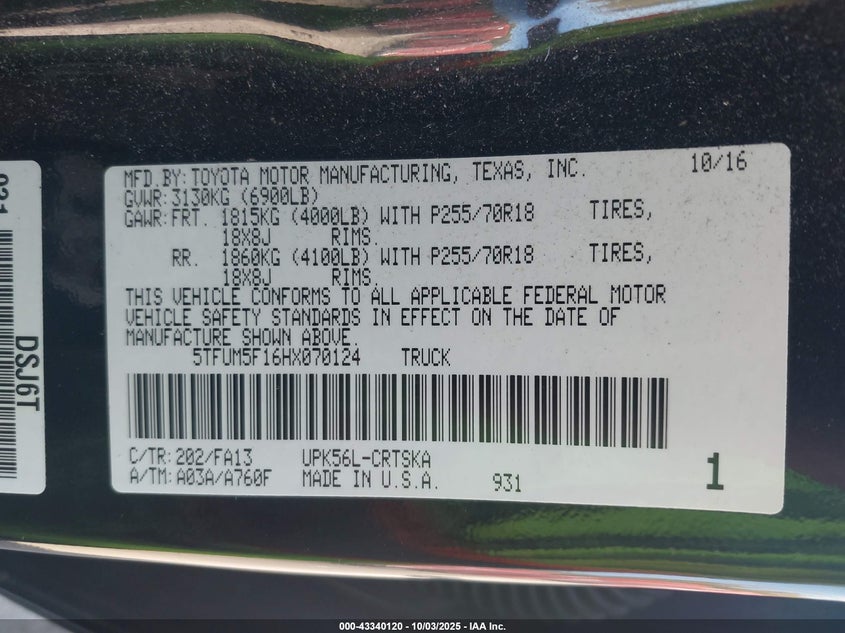 MFD.BY: TOYOTA MOTOR MANUFACTURING, TEXAS, INC. 10/16
GVWR: 3130KG (6900LB)
GAWR: FRT. 1815KG (4000LB) WITH P255/70R18 TIRES,
18X8J RIMS.
RR. 1860KG (4100LB) WITH P255/70R18 TIRES,
18X8J RIMS.
THIS VEHICLE CONFORMS TO ALL APPLICABLE FEDERAL MOTOR
VEHICLE SAFETY STANDARDS IN EFFECT ON THE DATE OF
MANUFACTURE SHOWN ABOVE.
5TFUM5F16HX070124 TRUCK
C/TR: 202/FA13 UPK56L-CRTSKA
A/TM: A03A/A760F MADE IN U.S.A. 931 1
DSJ6T
000-43340120 - 10/03/2025 - IAA Inc.